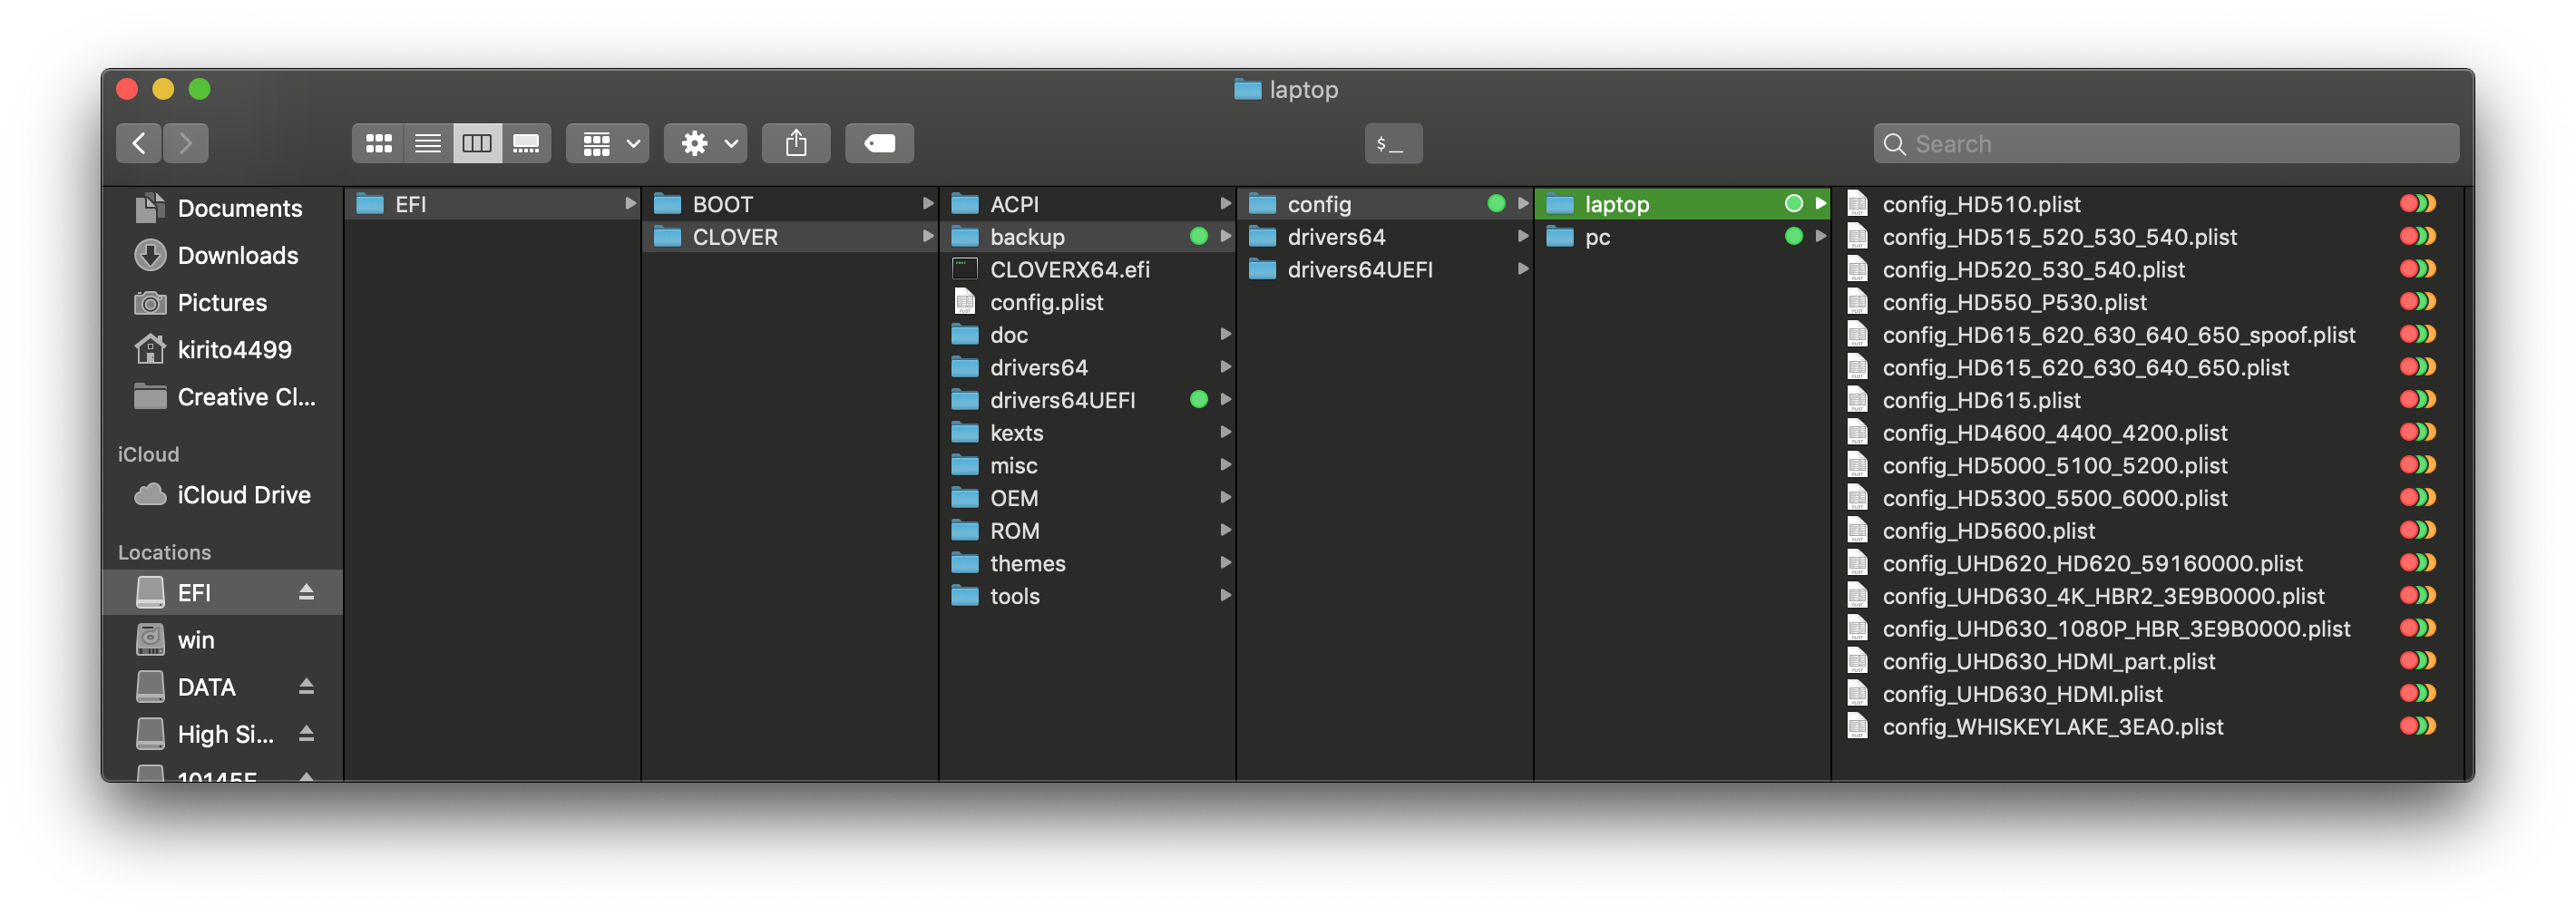 laptop
$_
Search
Documents
Downloads
Pictures
kirito4499
Creative Cl...
iCloud
iCloud Drive
Locations
EFI
win
DATA
High Si...
10145F
EFI
BOOT
CLOVER
ACPI
backup
CLOVERX64.efi
config.plist
doc
drivers64
drivers64UEFI
kexts
misc
OEM
ROM
themes
tools
config
drivers64
drivers64UEFI
laptop
pc
config_HD510.plist
config_HD515_520_530_540.plist
config_HD520_530_540.plist
config_HD550_P530.plist
config_HD615_620_630_640_650_spoof.plist
config_HD615_620_630_640_650.plist
config_HD615.plist
config_HD4600_4400_4200.plist
config_HD5000_5100_5200.plist
config_HD5300_5500_6000.plist
config_HD5600.plist
config_UHD620_HD620_59160000.plist
config_UHD630_4K_HBR2_3E9B0000.plist
config_UHD630_1080P_HBR_3E9B0000.plist
config_UHD630_HDMI_part.plist
config_UHD630_HDMI.plist
config_WHISKEYLAKE_3EA0.plist